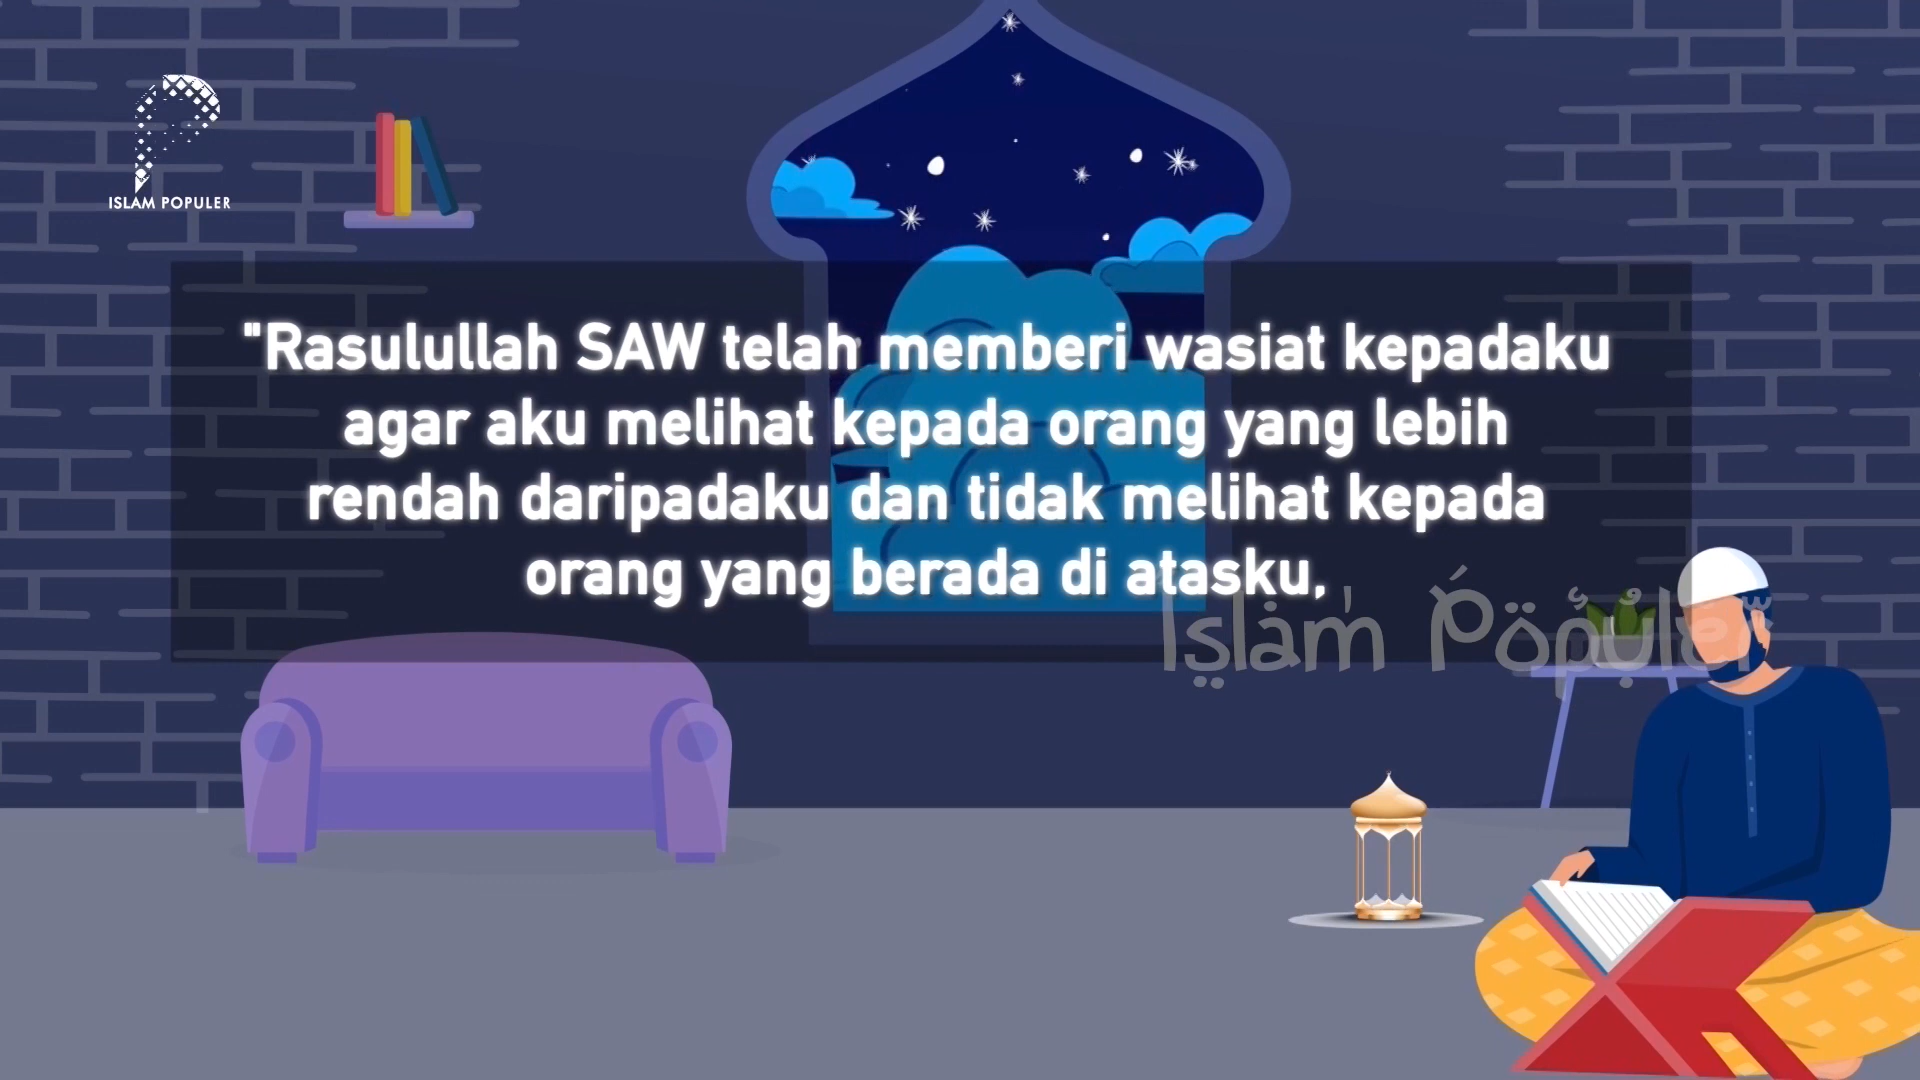 ISLAM POPULER
"Rasulullah SAW telah memberi wasiat kepadaku
agar aku melihat kepada orang yang lebih
rendah daripadaku dan tidak melihat kepada
orang yang berada di atasku,
Islam Populer